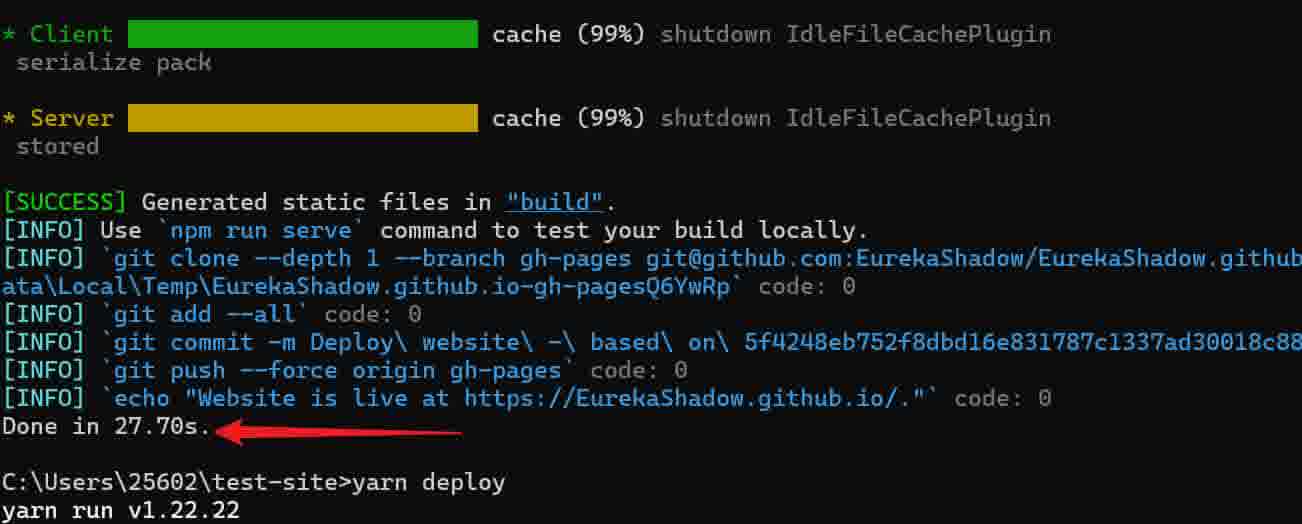 * Client cache (99%) shutdown IdleFileCachePlugin
serialize pack
* Server cache (99%) shutdown IdleFileCachePlugin
stored
[SUCCESS] Generated static files in "build".
[INFO] Use `npm run serve` command to test your build locally.
[INFO] `git clone --depth 1 --branch gh-pages git@github.com:EurekaShadow/EurekaShadow.github
ata\Local\Temp\EurekaShadow.github.io-gh-pagesQ6YwRp` code: 0
[INFO] `git add --all` code: 0
[INFO] `git commit -m Deploy\ website\ -\ based\ on\ 5f4248eb752f8dbd16e831787c1337ad30018c88
[INFO] `git push --force origin gh-pages` code: 0
[INFO] `echo "Website is live at https://EurekaShadow.github.io/."` code: 0
Done in 27.70s.
C:\Users\25602\test-site>yarn deploy
yarn run v1.22.22